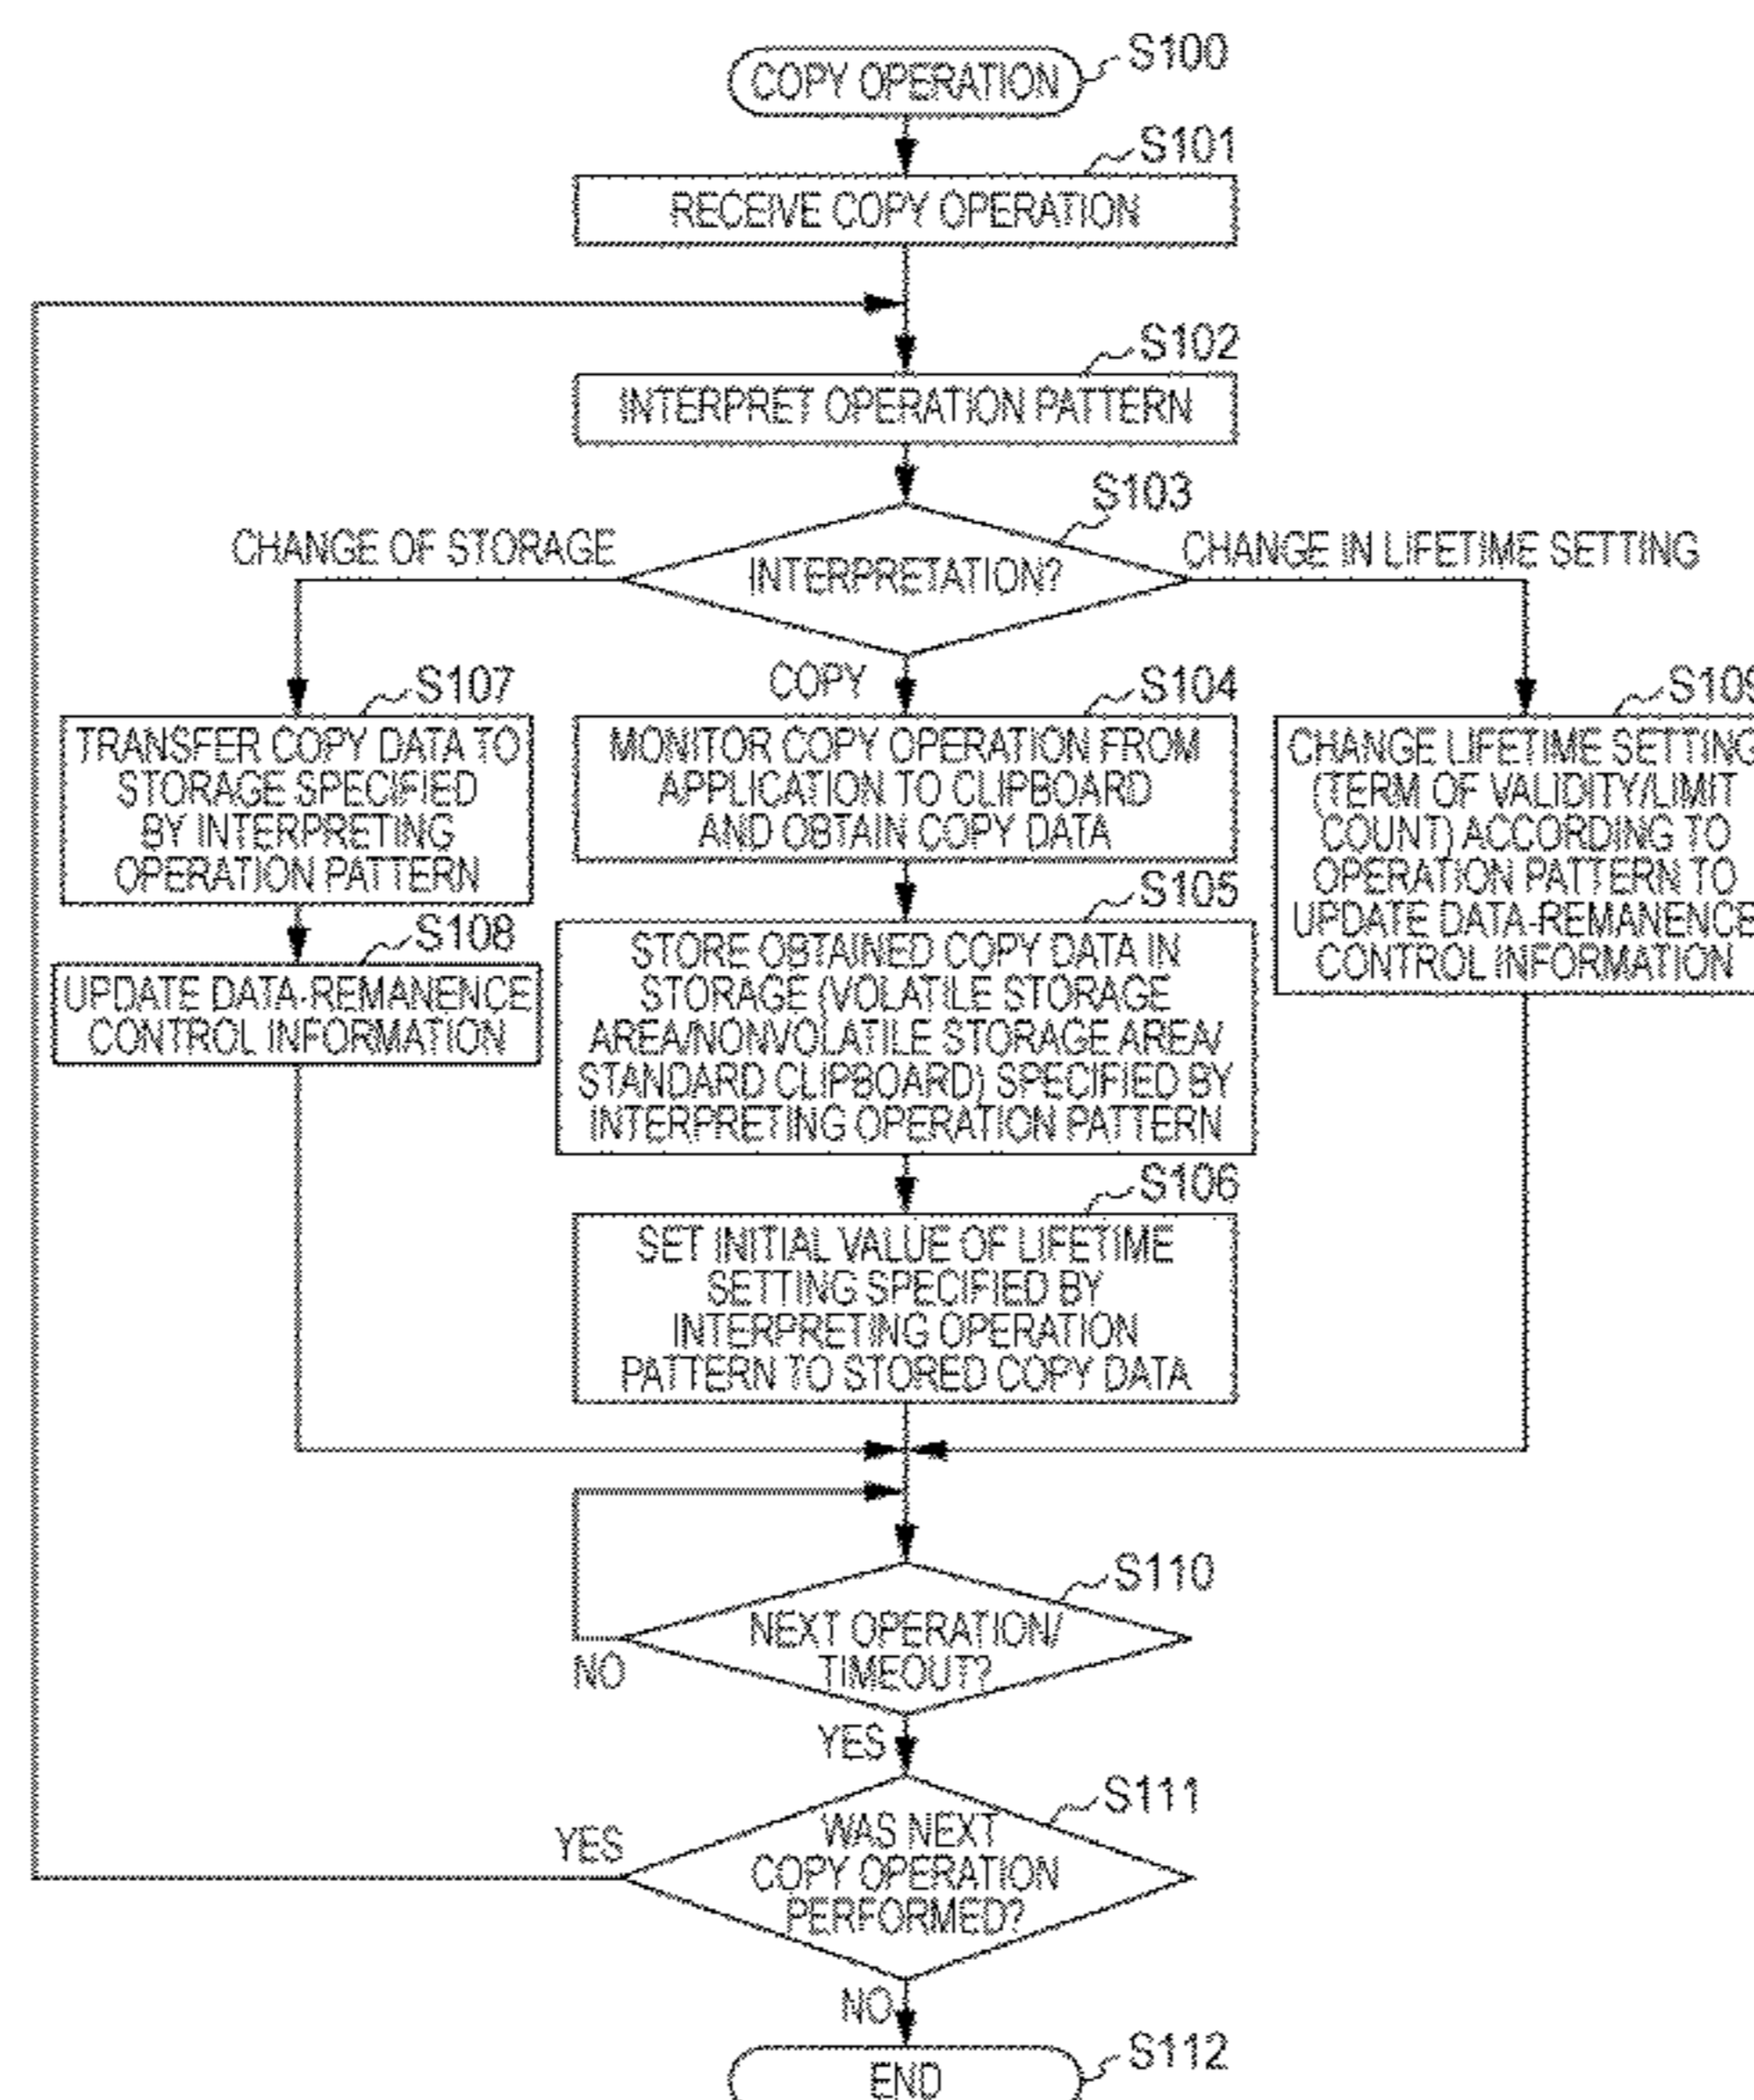 COPY OPERATION
S100
S101
RECEIVE COPY OPERATION
S102
INTERPRET OPERATION PATTERN
S103
CHANGE OF STORAGE
INTERPRETATION?
CHANGE IN LIFETIME SETTING
COPY
S107
TRANSFER COPY DATA TO
STORAGE SPECIFIED
BY INTERPRETING
OPERATION PATTERN
S108
UPDATE DATA-REMANENCE
CONTROL INFORMATION
S104
MONITOR COPY OPERATION FROM
APPLICATION TO CLIPBOARD
AND OBTAIN COPY DATA
S105
STORE OBTAINED COPY DATA IN
STORAGE (VOLATILE STORAGE
AREA/NONVOLATILE STORAGE AREA/
STANDARD CLIPBOARD) SPECIFIED BY
INTERPRETING OPERATION PATTERN
S106
SET INITIAL VALUE OF LIFETIME
SETTING SPECIFIED BY
INTERPRETING OPERATION
PATTERN TO STORED COPY DATA
S109
CHANGE LIFETIME SETTING
(TERM OF VALIDITY/LIMIT
COUNT) ACCORDING TO
OPERATION PATTERN TO
UPDATE DATA-REMANENCE
CONTROL INFORMATION
S110
NEXT OPERATION/
TIMEOUT?
NO
YES
S111
WAS NEXT
COPY OPERATION
PERFORMED?
YES
NO
S112
END